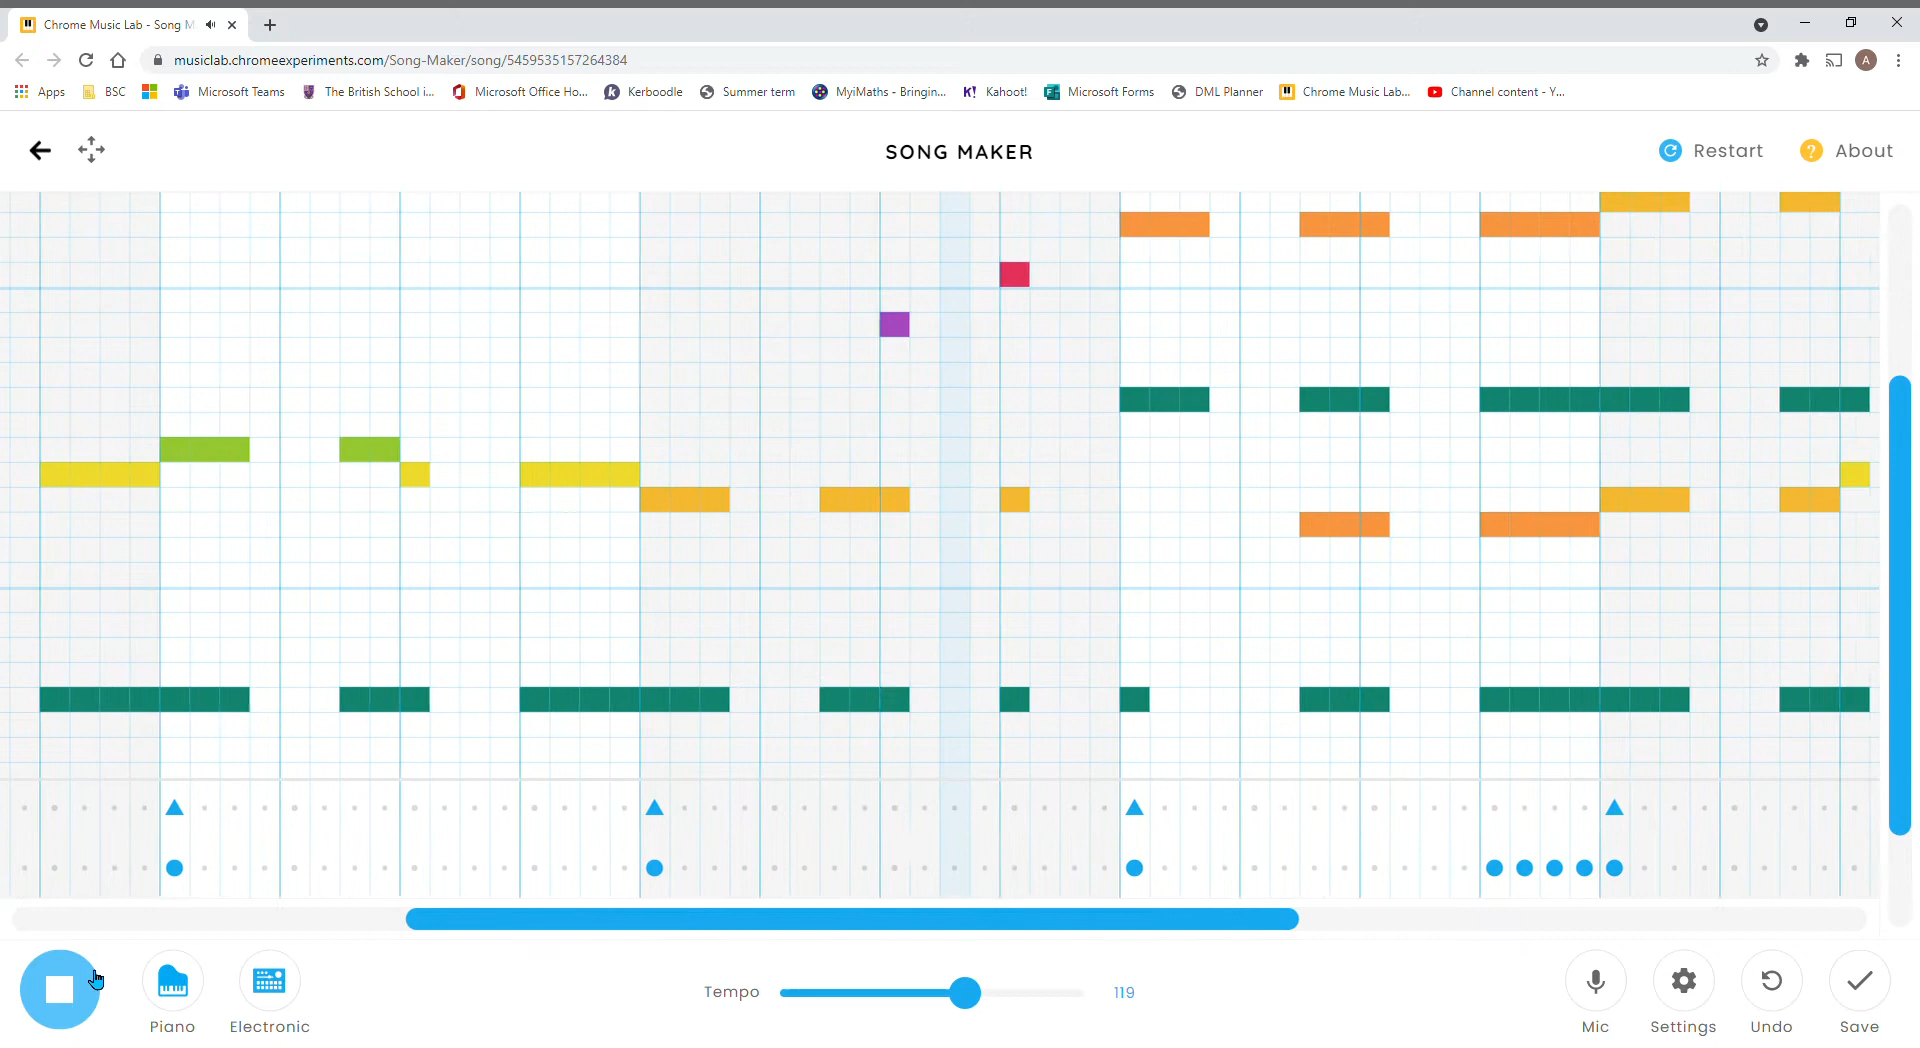 Chrome Music Lab - Song M
musiclab.chromeexperiments.com/Song-Maker/song/5459535157264384
A
Apps BSC Microsoft Teams The British School i... Microsoft Office Ho... Kerboodle Summer term MyiMaths - Bringin... K! Kahoot! Microsoft Forms DML Planner Chrome Music Lab... Channel content - Y...
SONG MAKER
Restart ? About
Tempo 119
Piano Electronic Mic Settings Undo Save